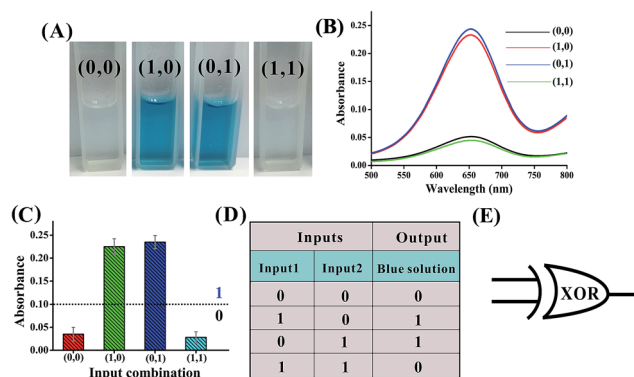 (A)
(0,0) (1,0) (0,1) (1,1)
(B)
Absorbance
0.25
0.20
0.15
0.10
0.05
0.00
500 550 600 650 700 750 800
Wavelength (nm)
(0,0)
(1,0)
(0,1)
(1,1)
(C)
Absorbance
0.25
0.20
0.15
0.10
0.05
0.00
1
0
(0,0) (1,0) (0,1) (1,1)
Input combination
(D)
Inputs Output
Input1 Input2 Blue solution
0 0 0
1 0 1
0 1 1
1 1 0
(E)
XOR